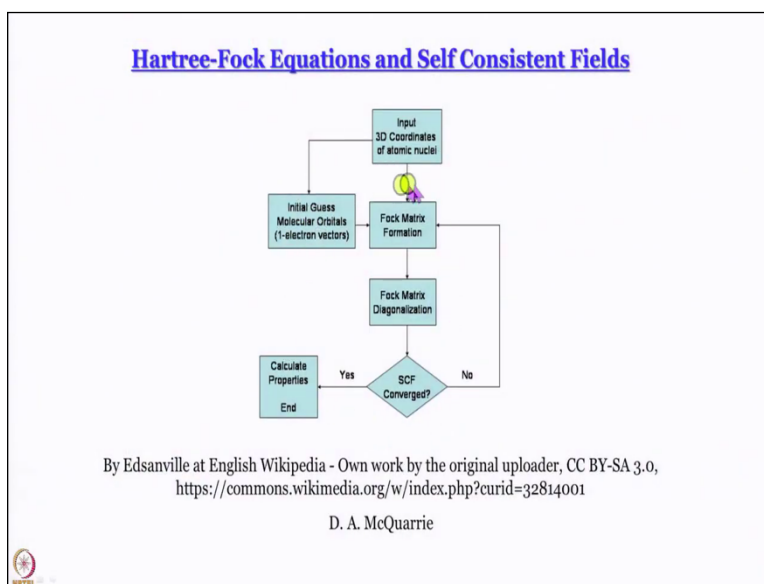 Hartree-Fock Equations and Self Consistent Fields
Input
3D Coordinates
of atomic nuclei
Initial Guess
Molecular Orbitals
(1-electron vectors)
Fock Matrix
Formation
Fock Matrix
Diagonalization
SCF
Converged?
Yes
No
Calculate
Properties
End
By Edsanville at English Wikipedia - Own work by the original uploader, CC BY-SA 3.0,
https://commons.wikimedia.org/w/index.php?curid=32814001
D. A. McQuarrie
NPTEL